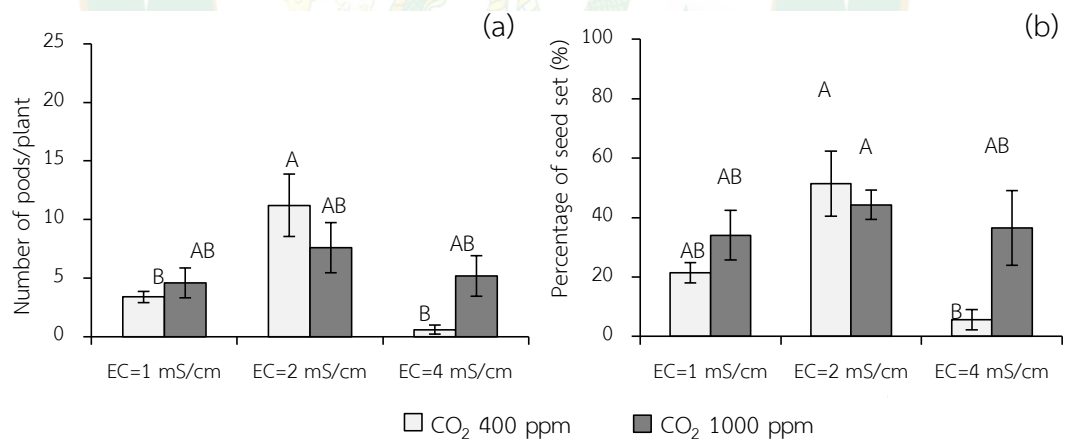 (a)
Number of pods/plant
25
20
15
10
5
0
B
AB
A
AB
B
AB
EC=1 mS/cm
EC=2 mS/cm
EC=4 mS/cm
(b)
Percentage of seed set (%)
100
80
60
40
20
0
AB
AB
A
A
B
AB
EC=1 mS/cm
EC=2 mS/cm
EC=4 mS/cm
CO₂ 400 ppm
CO₂ 1000 ppm